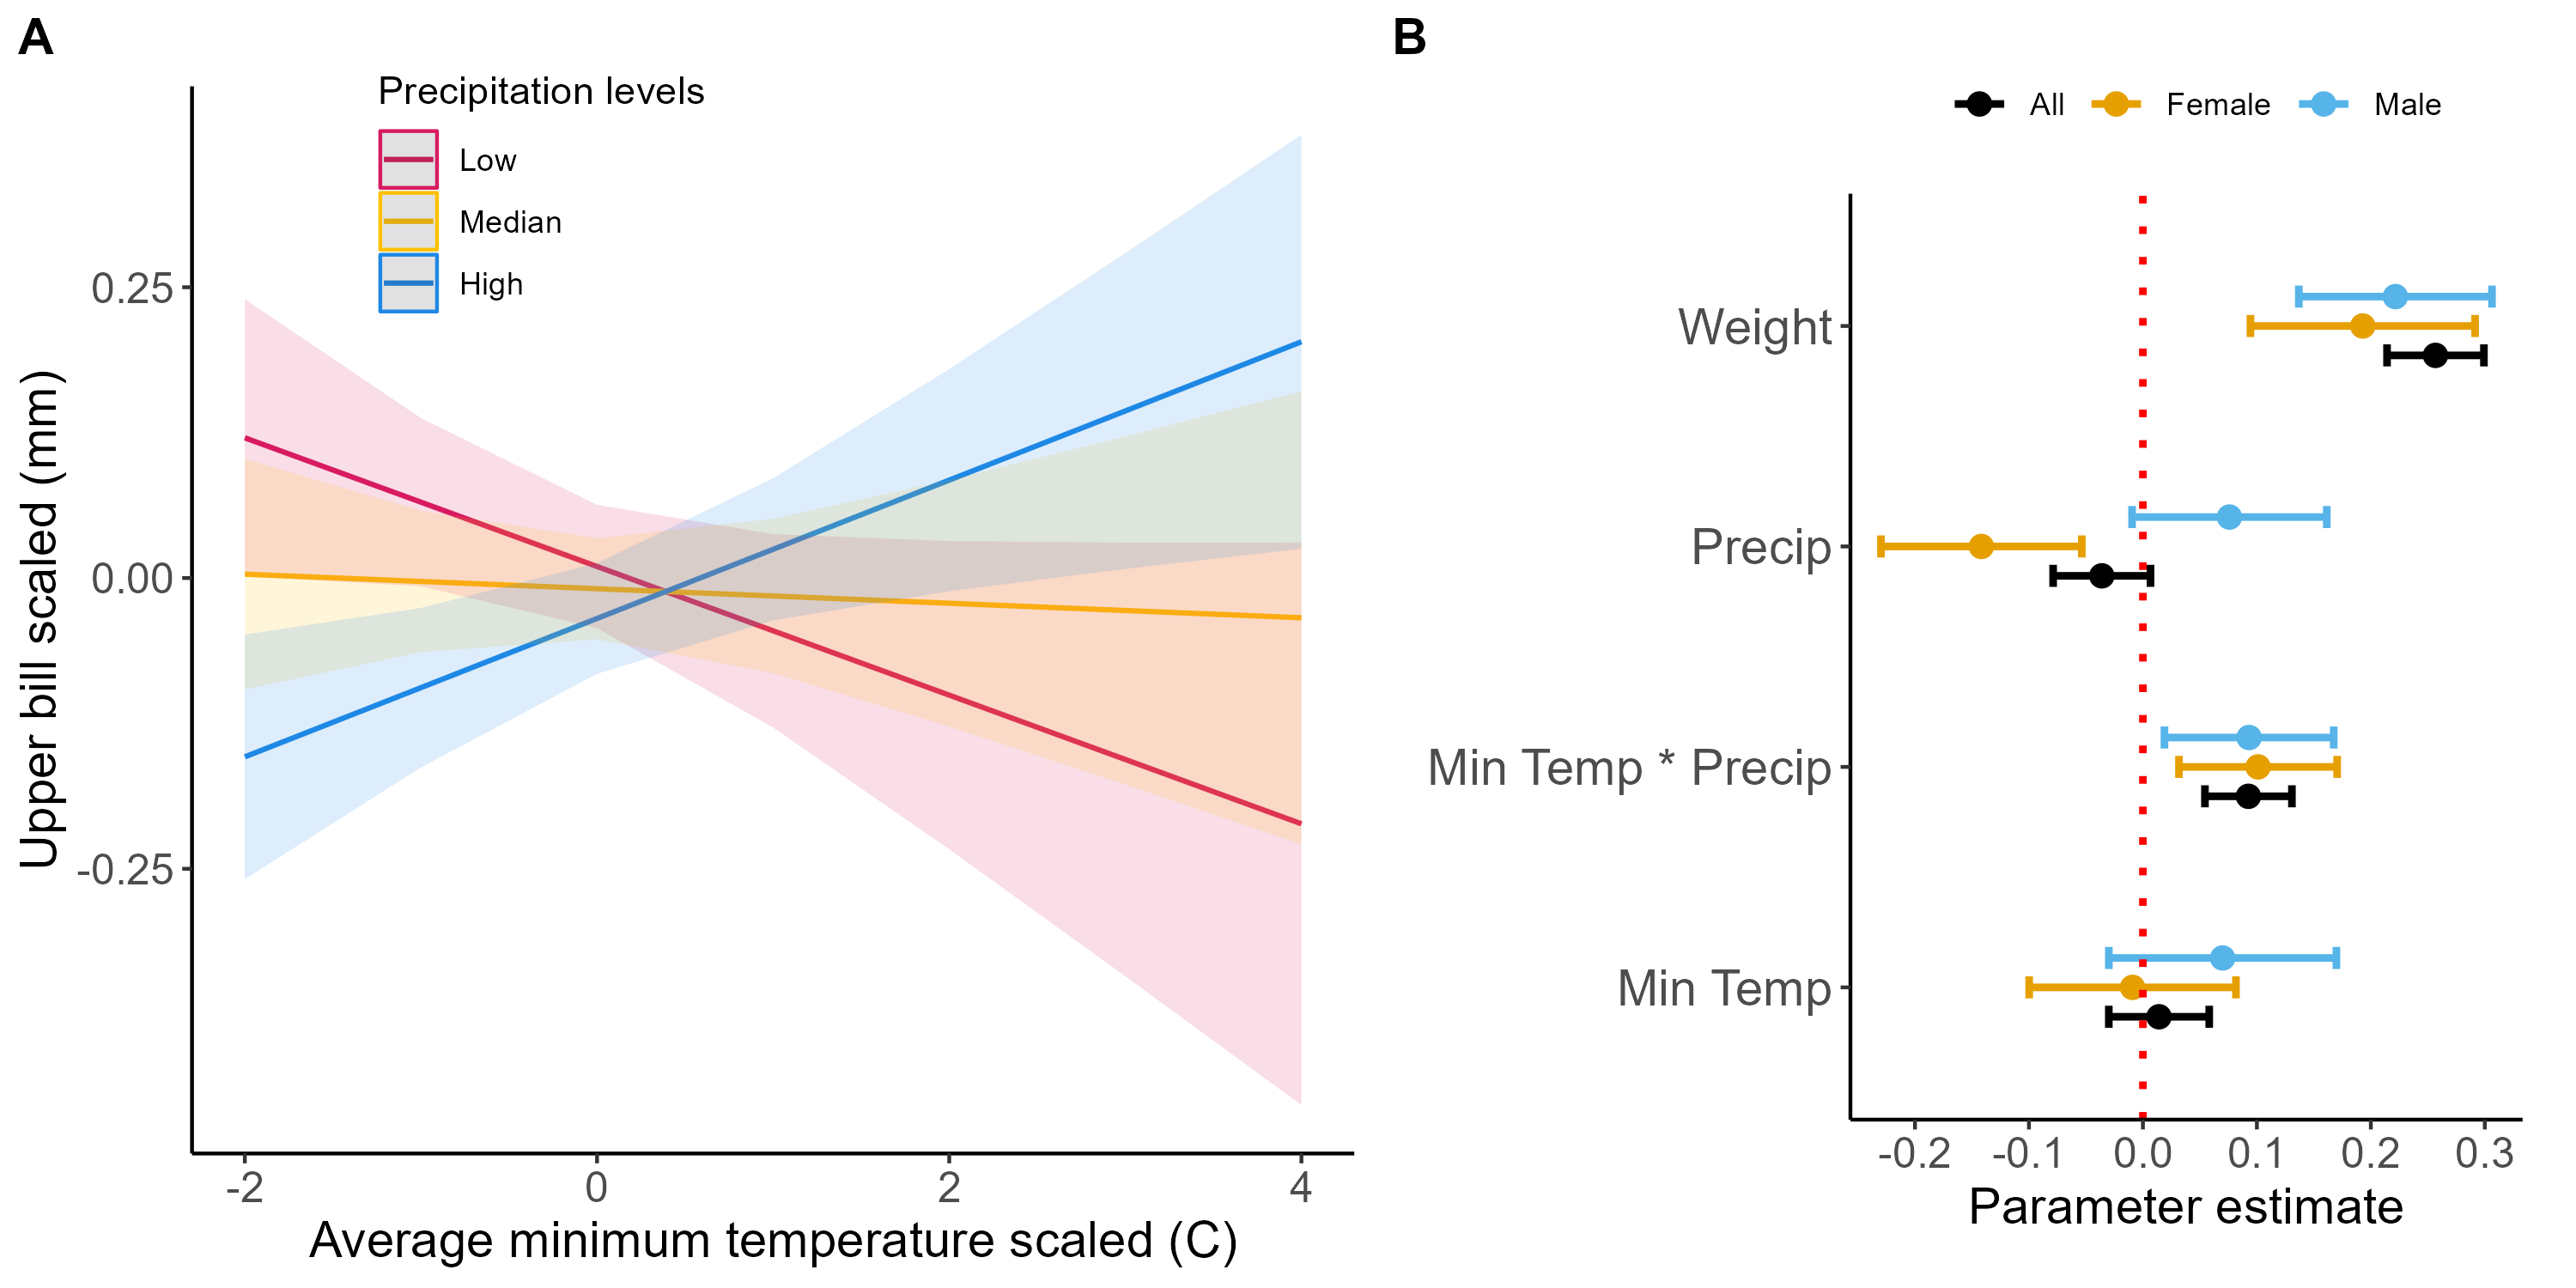 A
Precipitation levels
Low
Median
High
0.25
0.00
-0.25
Upper bill scaled (mm)
-2 0 2 4
Average minimum temperature scaled (C)
B
All Female Male
Weight
Precip
Min Temp * Precip
Min Temp
-0.2 -0.1 0.0 0.1 0.2 0.3
Parameter estimate